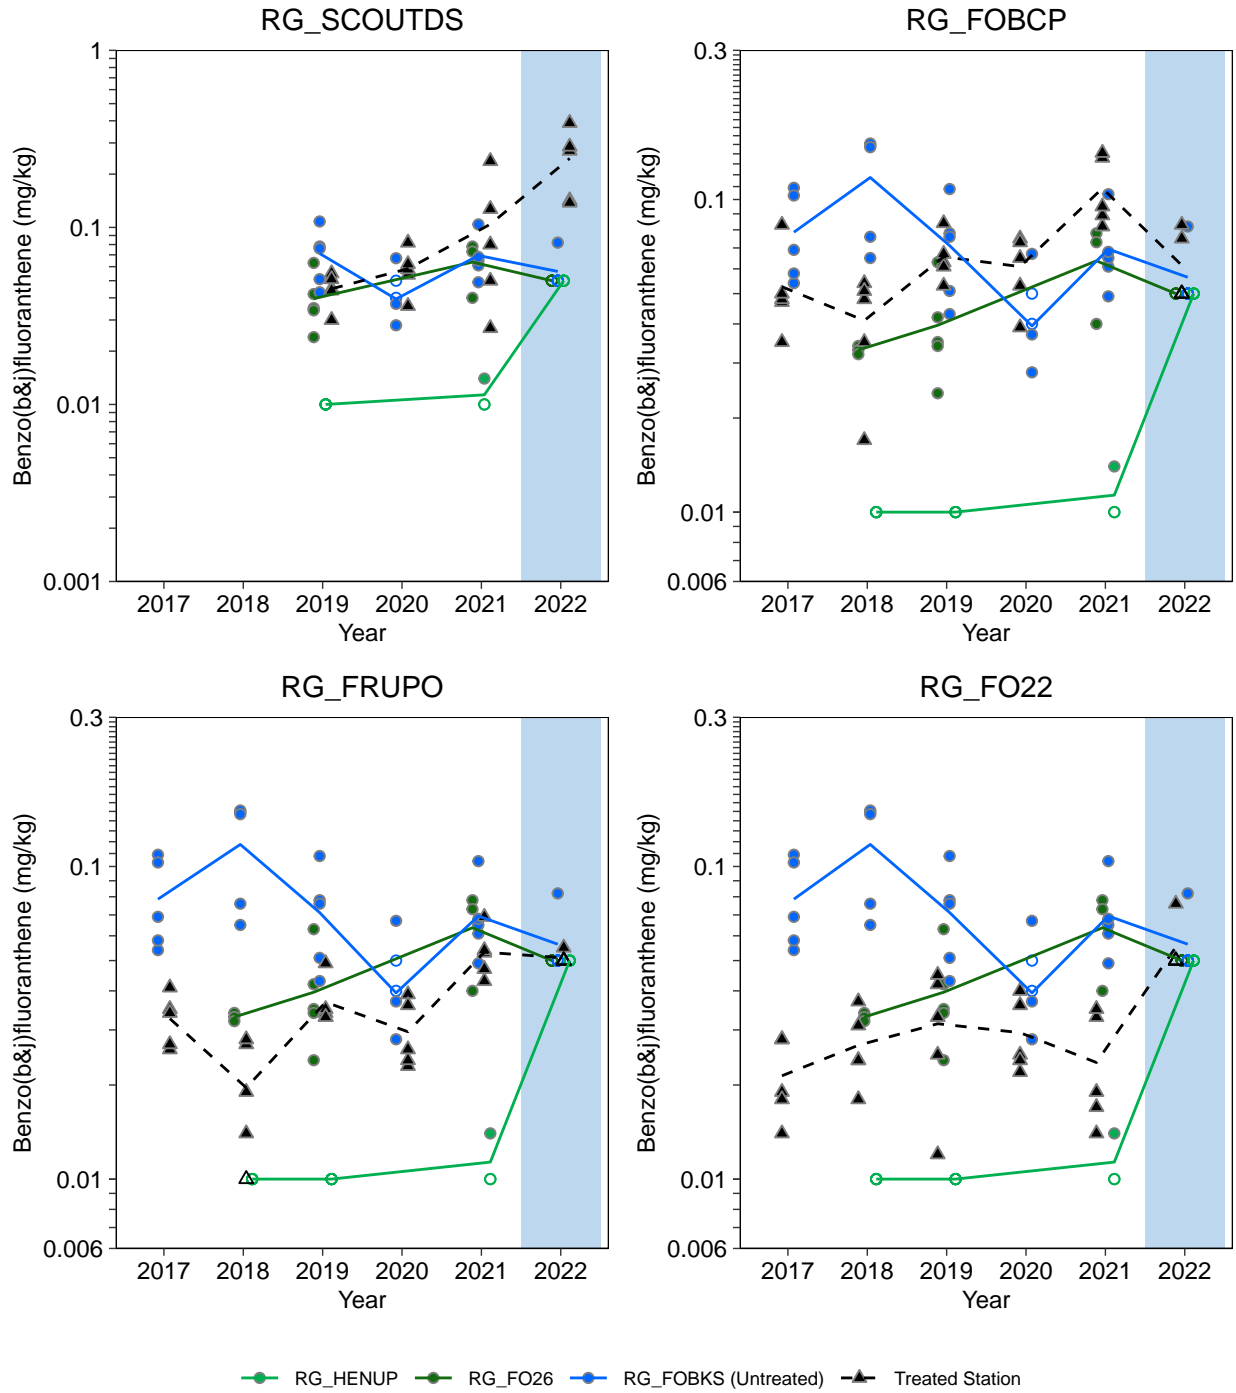 RG_SCOUTDS
Benzo(b&j)fluoranthene (mg/kg)
1
0.1
0.01
0.001
2017 2018 2019 2020 2021 2022
Year
RG_FOBCP
Benzo(b&j)fluoranthene (mg/kg)
0.3
0.1
0.01
0.006
2017 2018 2019 2020 2021 2022
Year
RG_FRUPO
Benzo(b&j)fluoranthene (mg/kg)
0.3
0.1
0.01
0.006
2017 2018 2019 2020 2021 2022
Year
RG_FO22
Benzo(b&j)fluoranthene (mg/kg)
0.3
0.1
0.01
0.006
2017 2018 2019 2020 2021 2022
Year
RG_HENUP RG_FO26 RG_FOBKS (Untreated) Treated Station